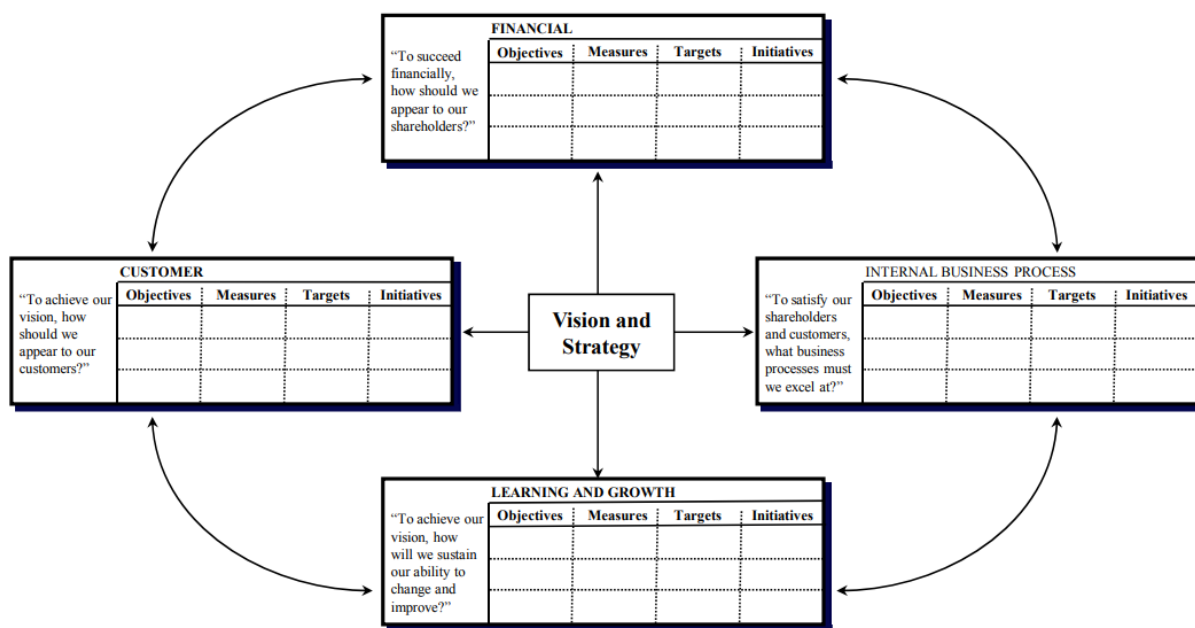 FINANCIAL
Objectives Measures Targets Initiatives
“To succeed
financially,
how should we
appear to our
shareholders?”
CUSTOMER
Objectives Measures Targets Initiatives
“To achieve our
vision, how
should we
appear to our
customers?”
Vision and
Strategy
INTERNAL BUSINESS PROCESS
Objectives Measures Targets Initiatives
“To satisfy our
shareholders
and customers,
what business
processes must
we excel at?”
LEARNING AND GROWTH
Objectives Measures Targets Initiatives
“To achieve our
vision, how
will we sustain
our ability to
change and
improve?”